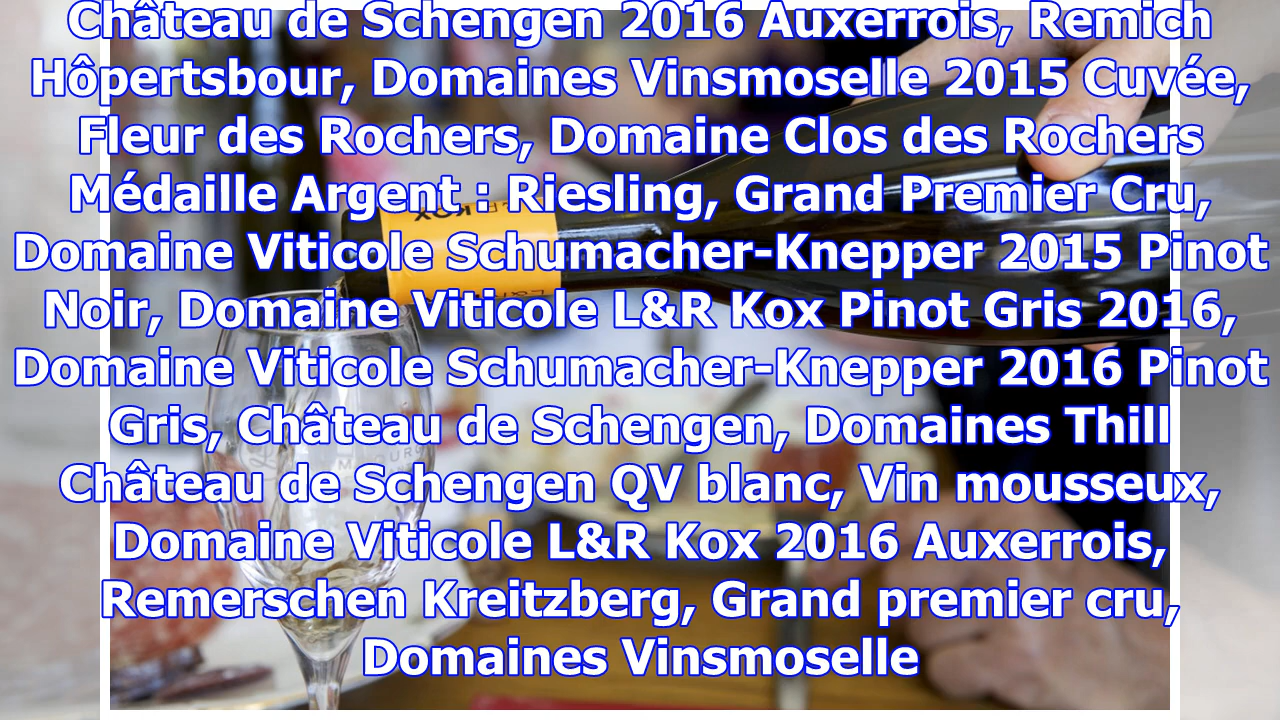 Château de Schengen 2016 Auxerrois, Remich
Hôpertsbour, Domaines Vinsmoselle 2015 Cuvée,
Fleur des Rochers, Domaine Clos des Rochers
Médaille Argent : Riesling, Grand Premier Cru,
Domaine Viticole Schumacher-Knepper 2015 Pinot
Noir, Domaine Viticole L&R Kox Pinot Gris 2016,
Domaine Viticole Schumacher-Knepper 2016 Pinot
Gris, Château de Schengen, Domaines Thill
Château de Schengen QV blanc, Vin mousseux,
Domaine Viticole L&R Kox 2016 Auxerrois,
Remerschen Kreitzberg, Grand premier cru,
Domaines Vinsmoselle
KOX